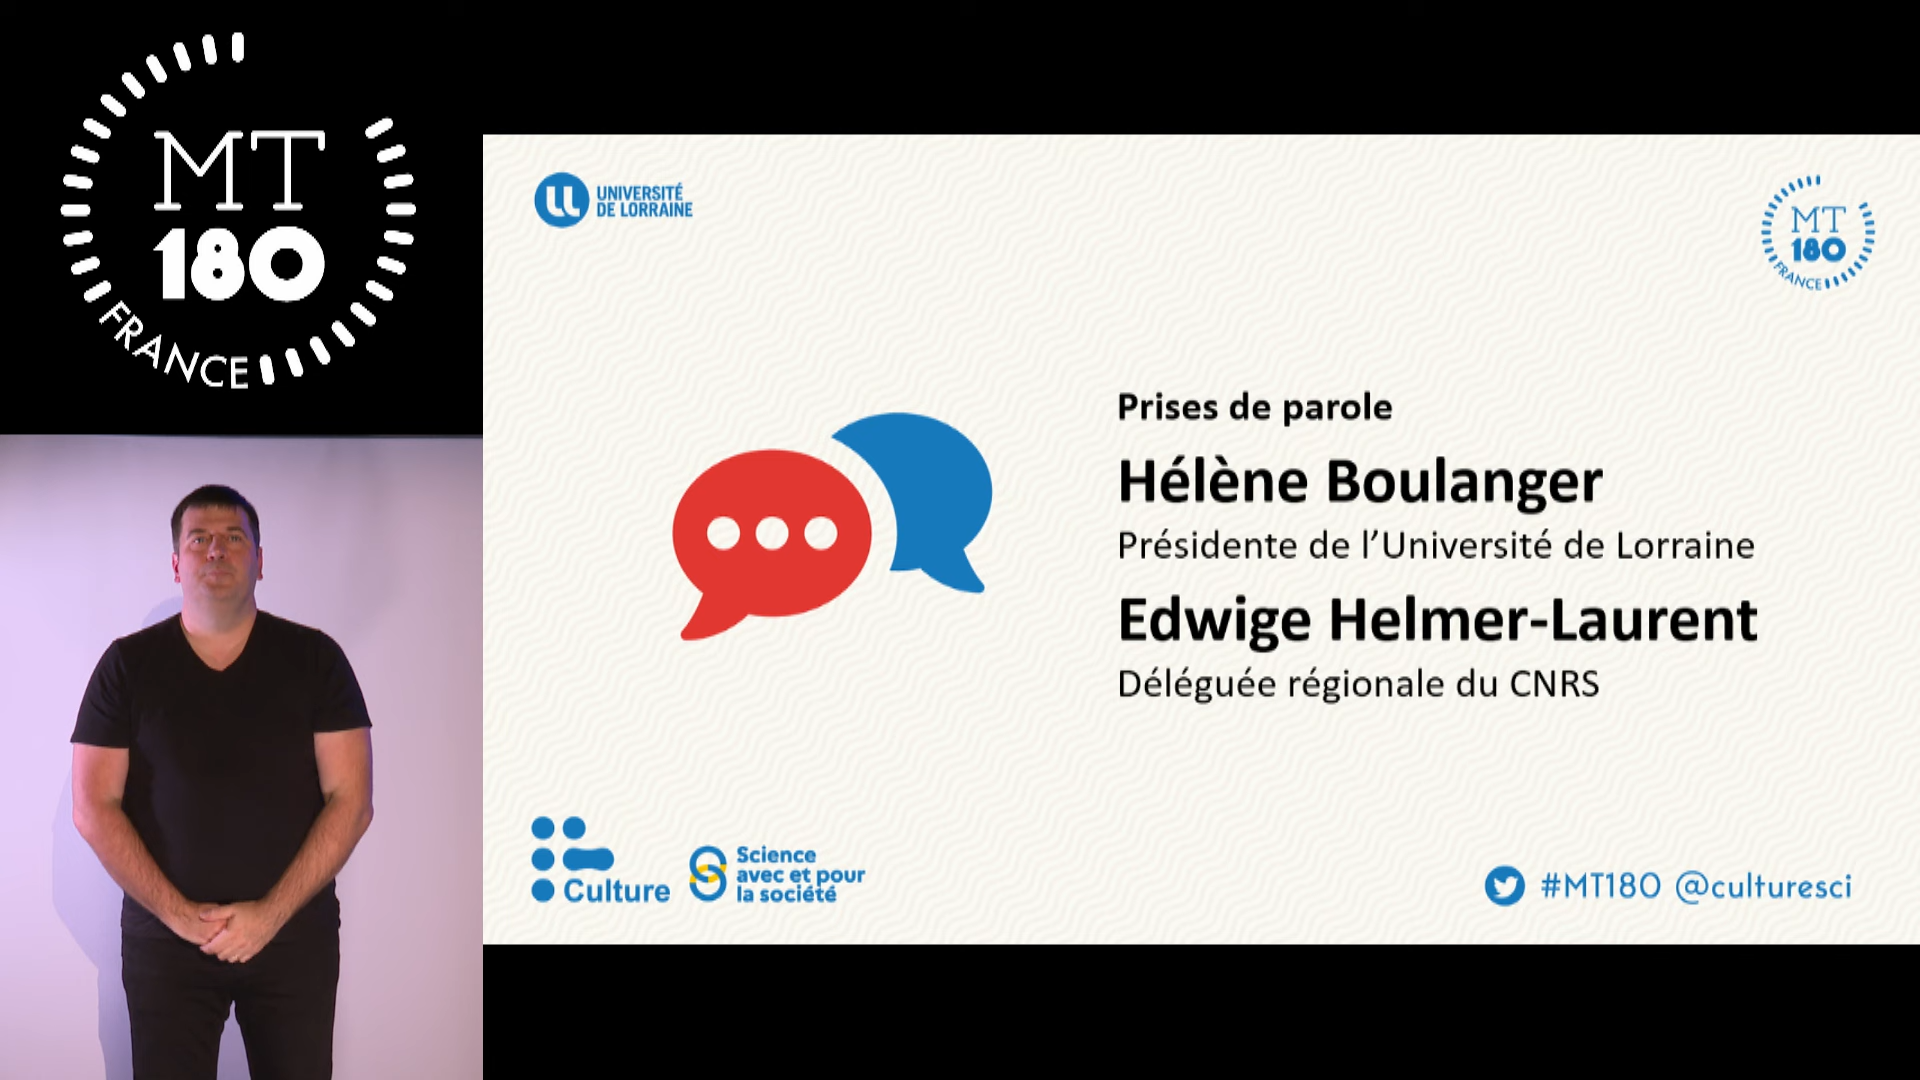 MT
180
FRANCE
UNIVERSITÉ
DE LORRAINE
MT
180
FRANCE
Prises de parole
Hélène Boulanger
Présidente de l’Université de Lorraine
Edwige Helmer-Laurent
Déléguée régionale du CNRS
Culture
Science
avec et pour
la société
#MT180 @culturesci